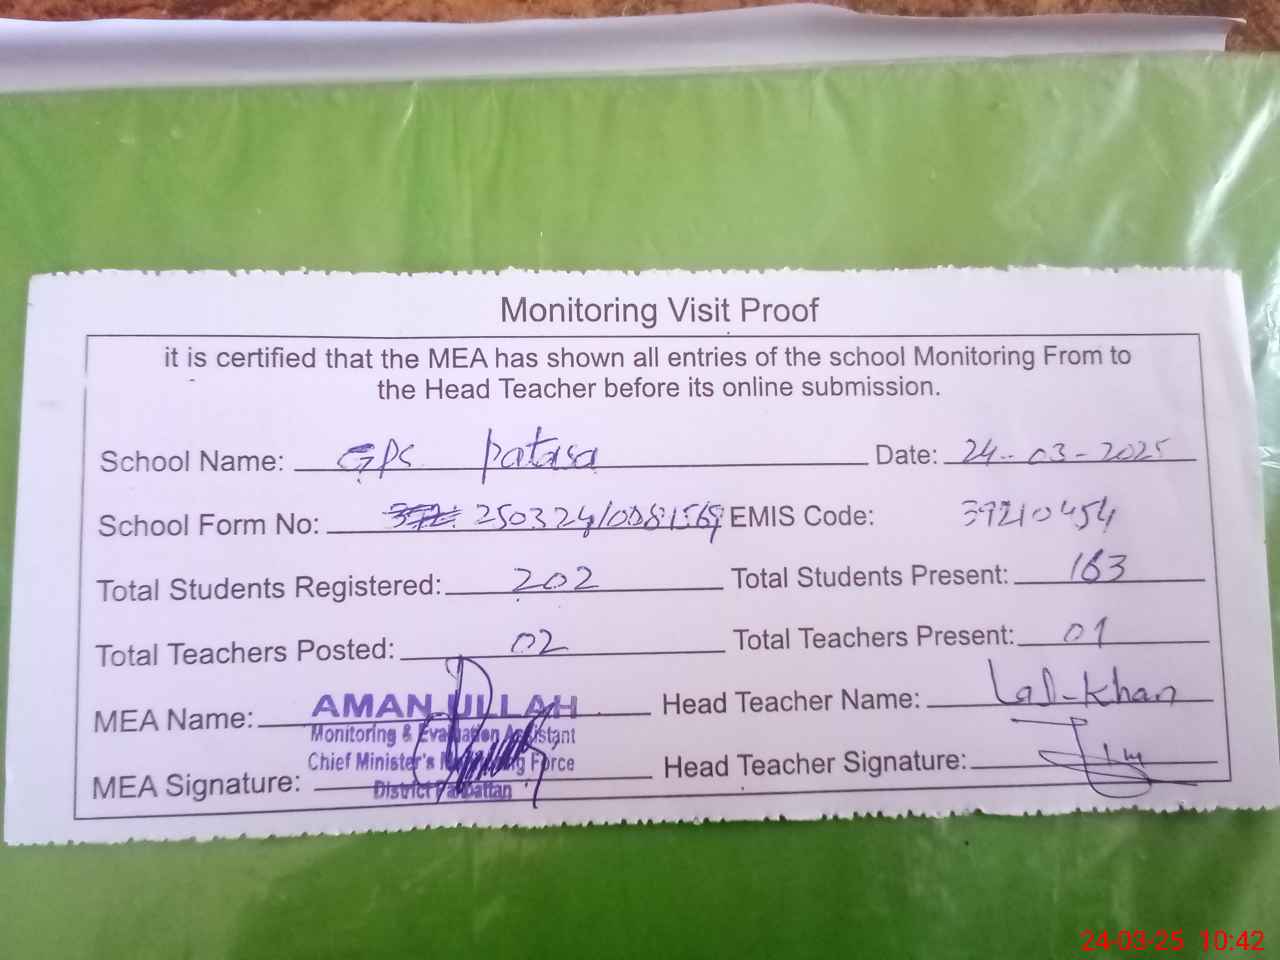 Monitoring Visit Proof
it is certified that the MEA has shown all entries of the school Monitoring From to
the Head Teacher before its online submission.
School Name: GPS Patasa Date: 24-03-2025
School Form No: 250324/0081569 EMIS Code: 39210454
Total Students Registered: 202 Total Students Present: 163
Total Teachers Posted: 02 Total Teachers Present: 01
MEA Name: AMAN ULLAH Head Teacher Name: Lal-khan
Monitoring & Evaluation Assistant
Chief Minister's Monitoring Force
MEA Signature: Head Teacher Signature:
District Pakpattan
24-03-25 10:42